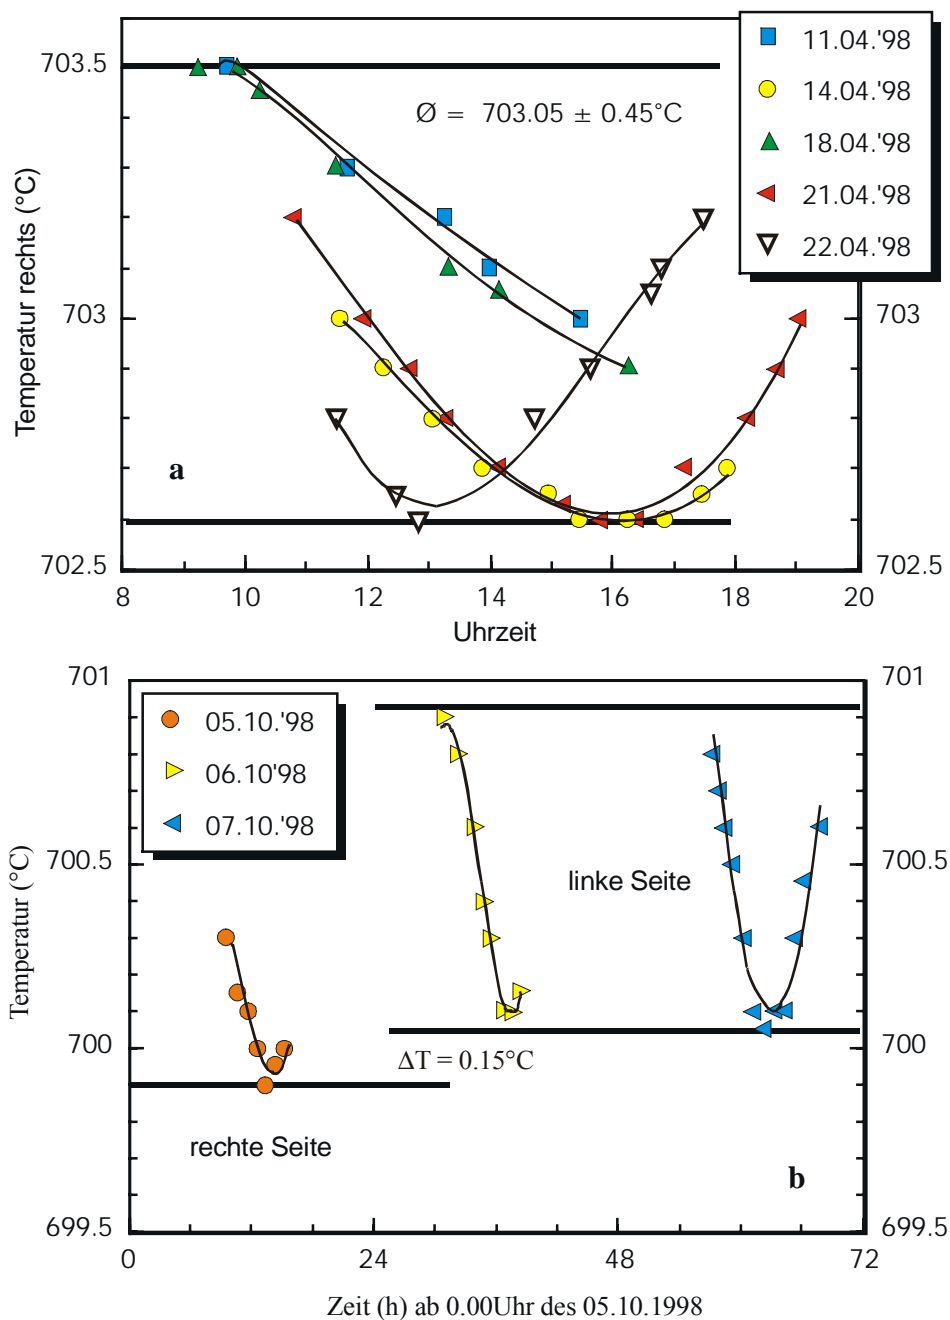 703.5
Ø = 703.05 ± 0.45°C
11.04.'98
14.04.'98
18.04.'98
21.04.'98
22.04.'98
Temperatur rechts (°C)
703
703
a
702.5
702.5
8 10 12 14 16 18 20
Uhrzeit
701
701
05.10.'98
06.10'98
07.10.'98
Temperatur (°C)
700.5
700.5
linke Seite
700
700
ΔT = 0.15°C
rechte Seite
b
699.5
699.5
0 24 48 72
Zeit (h) ab 0.00Uhr des 05.10.1998